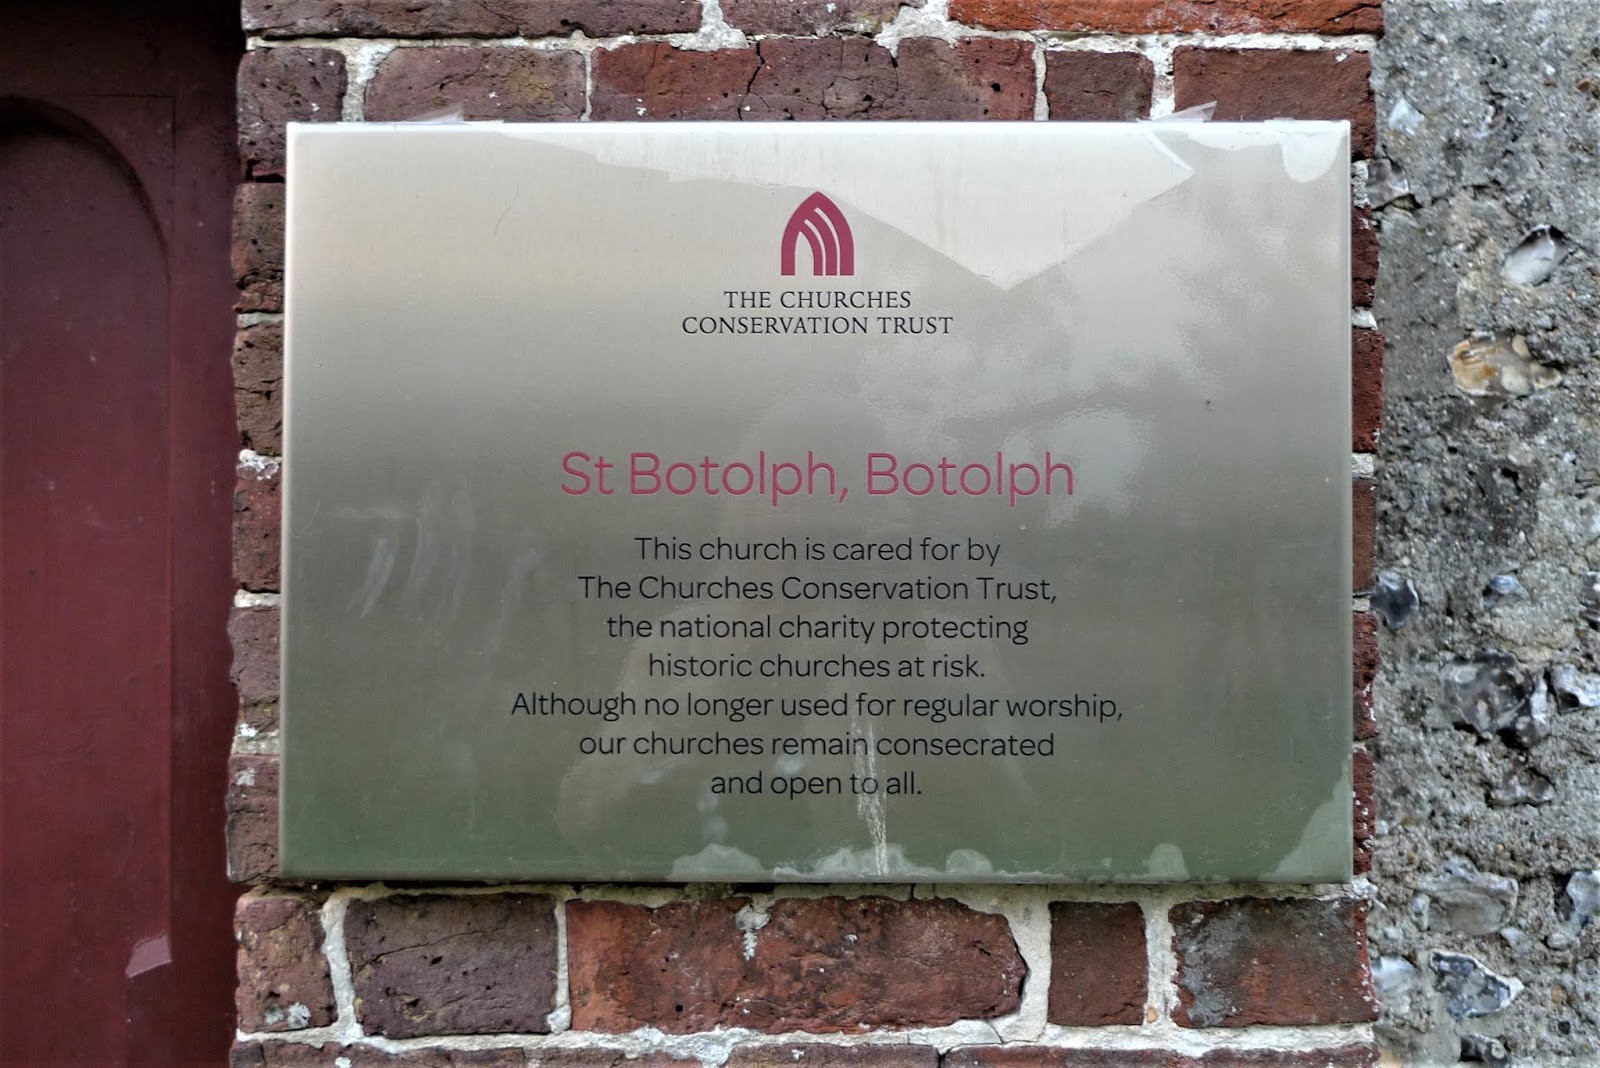 THE CHURCHES
CONSERVATION TRUST
St Botolph, Botolph
This church is cared for by
The Churches Conservation Trust,
the national charity protecting
historic churches at risk.
Although no longer used for regular worship,
our churches remain consecrated
and open to all.